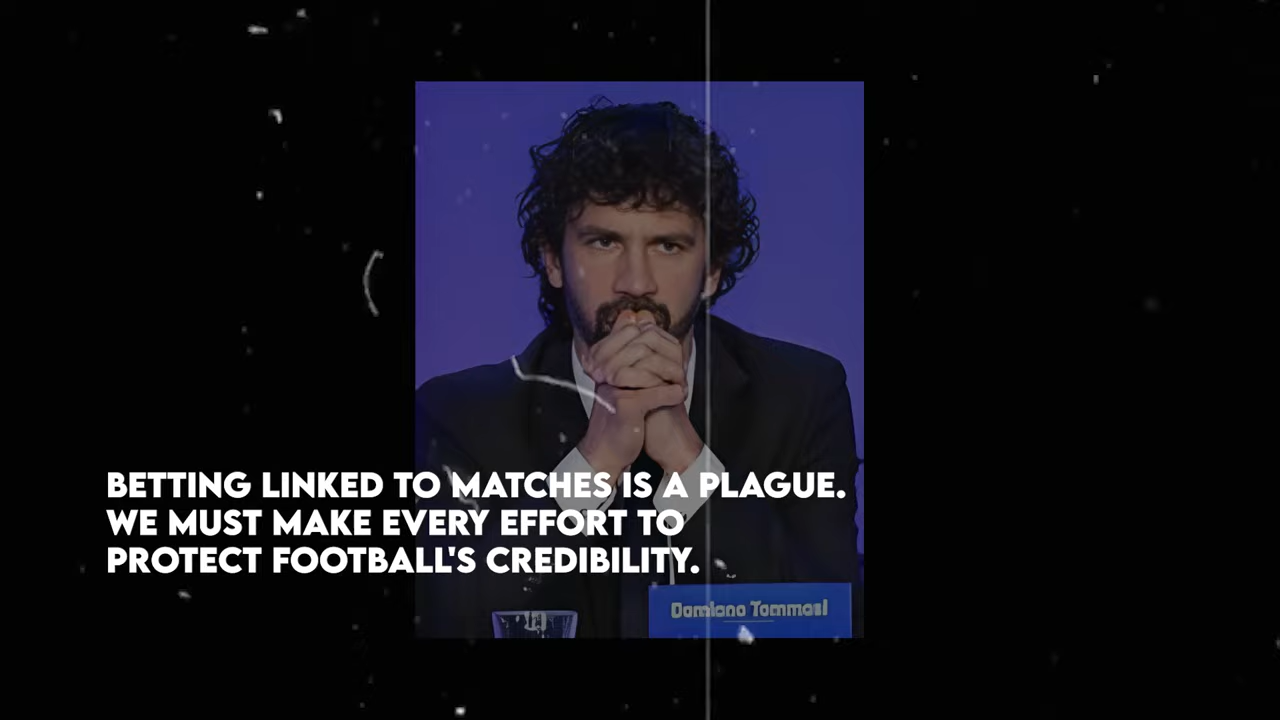 BETTING LINKED TO MATCHES IS A PLAGUE.
WE MUST MAKE EVERY EFFORT TO
PROTECT FOOTBALL'S CREDIBILITY.
Damiano Tommasi